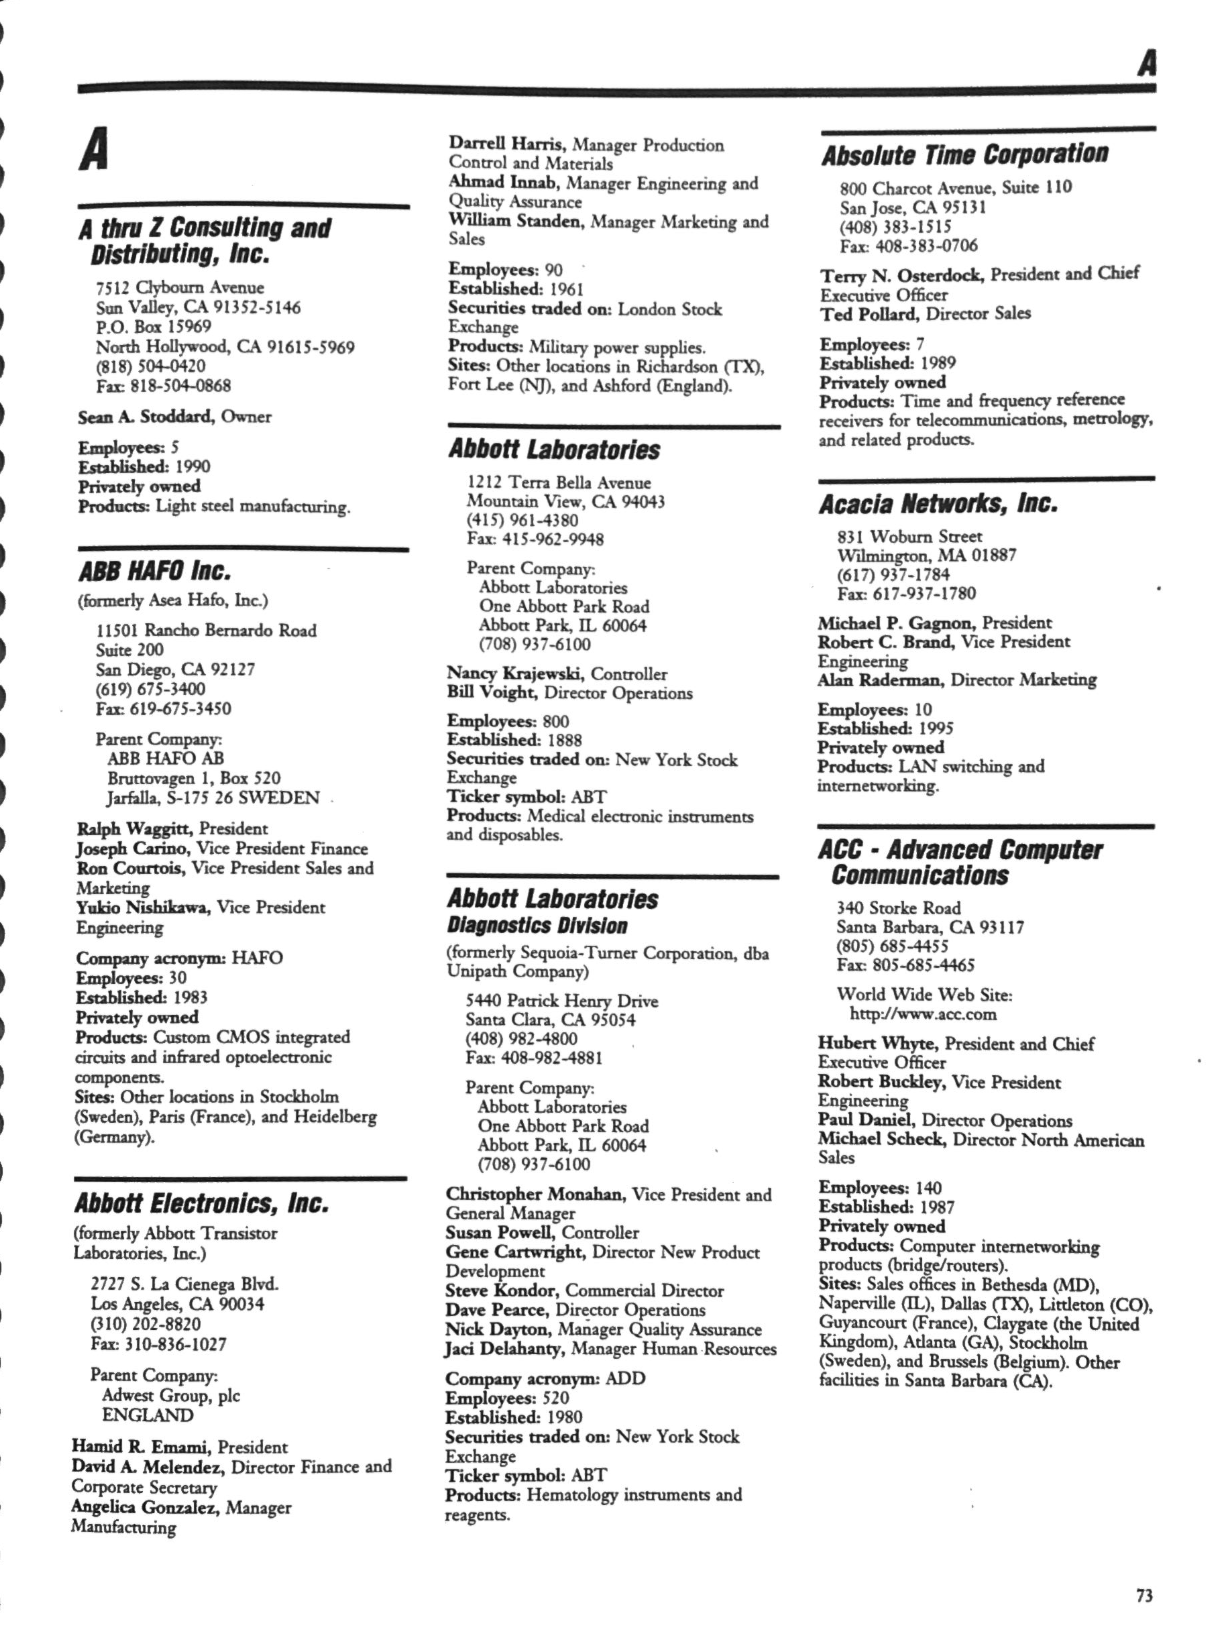 A
A
A thru Z Consulting and
Distributing, Inc.
7512 Clybourn Avenue
Sun Valley, CA 91352-5146
P.O. Box 15969
North Hollywood, CA 91615-5969
(818) 504-0420
Fax: 818-504-0868
Sean A. Stoddard, Owner
Employees: 5
Established: 1990
Privately owned
Products: Light steel manufacturing.
ABB HAFO Inc.
(formerly Asea Hafo, Inc.)
11501 Rancho Bernardo Road
Suite 200
San Diego, CA 92127
(619) 675-3400
Fax: 619-675-3450
Parent Company:
ABB HAFO AB
Bruttovagen 1, Box 520
Jarfalla, S-175 26 SWEDEN
Ralph Waggitt, President
Joseph Carino, Vice President Finance
Ron Courtois, Vice President Sales and
Marketing
Yukio Nishikawa, Vice President
Engineering
Company acronym: HAFO
Employees: 30
Established: 1983
Privately owned
Products: Custom CMOS integrated
circuits and infrared optoelectronic
components.
Sites: Other locations in Stockholm
(Sweden), Paris (France), and Heidelberg
(Germany).
Abbott Electronics, Inc.
(formerly Abbott Transistor
Laboratories, Inc.)
2727 S. La Cienega Blvd.
Los Angeles, CA 90034
(310) 202-8820
Fax: 310-836-1027
Parent Company:
Adwest Group, plc
ENGLAND
Hamid R. Emami, President
David A. Melendez, Director Finance and
Corporate Secretary
Angelica Gonzalez, Manager
Manufacturing
Darrell Harris, Manager Production
Control and Materials
Ahmad Innab, Manager Engineering and
Quality Assurance
William Standen, Manager Marketing and
Sales
Employees: 90
Established: 1961
Securities traded on: London Stock
Exchange
Products: Military power supplies.
Sites: Other locations in Richardson (TX),
Fort Lee (NJ), and Ashford (England).
Abbott Laboratories
1212 Terra Bella Avenue
Mountain View, CA 94043
(415) 961-4380
Fax: 415-962-9948
Parent Company:
Abbott Laboratories
One Abbott Park Road
Abbott Park, IL 60064
(708) 937-6100
Nancy Krajewski, Controller
Bill Voight, Director Operations
Employees: 800
Established: 1888
Securities traded on: New York Stock
Exchange
Ticker symbol: ABT
Products: Medical electronic instruments
and disposables.
Abbott Laboratories
Diagnostics Division
(formerly Sequoia-Turner Corporation, dba
Unipath Company)
5440 Patrick Henry Drive
Santa Clara, CA 95054
(408) 982-4800
Fax: 408-982-4881
Parent Company:
Abbott Laboratories
One Abbott Park Road
Abbott Park, IL 60064
(708) 937-6100
Christopher Monahan, Vice President and
General Manager
Susan Powell, Controller
Gene Cartwright, Director New Product
Development
Steve Kondor, Commercial Director
Dave Pearce, Director Operations
Nick Dayton, Manager Quality Assurance
Jaci Delahanty, Manager Human Resources
Company acronym: ADD
Employees: 520
Established: 1980
Securities traded on: New York Stock
Exchange
Ticker symbol: ABT
Products: Hematology instruments and
reagents.
Absolute Time Corporation
800 Charcot Avenue, Suite 110
San Jose, CA 95131
(408) 383-1515
Fax: 408-383-0706
Terry N. Osterdock, President and Chief
Executive Officer
Ted Pollard, Director Sales
Employees: 7
Established: 1989
Privately owned
Products: Time and frequency reference
receivers for telecommunications, metrology,
and related products.
Acacia Networks, Inc.
831 Woburn Street
Wilmington, MA 01887
(617) 937-1784
Fax: 617-937-1780
Michael P. Gagnon, President
Robert C. Brand, Vice President
Engineering
Alan Raderman, Director Marketing
Employees: 10
Established: 1995
Privately owned
Products: LAN switching and
internetworking.
ACC - Advanced Computer
Communications
340 Storke Road
Santa Barbara, CA 93117
(805) 685-4455
Fax: 805-685-4465
World Wide Web Site:
http://www.acc.com
Hubert Whyte, President and Chief
Executive Officer
Robert Buckley, Vice President
Engineering
Paul Daniel, Director Operations
Michael Scheck, Director North American
Sales
Employees: 140
Established: 1987
Privately owned
Products: Computer internetworking
products (bridge/routers).
Sites: Sales offices in Bethesda (MD),
Naperville (IL), Dallas (TX), Littleton (CO),
Guyancourt (France), Claygate (the United
Kingdom), Atlanta (GA), Stockholm
(Sweden), and Brussels (Belgium). Other
facilities in Santa Barbara (CA).
73